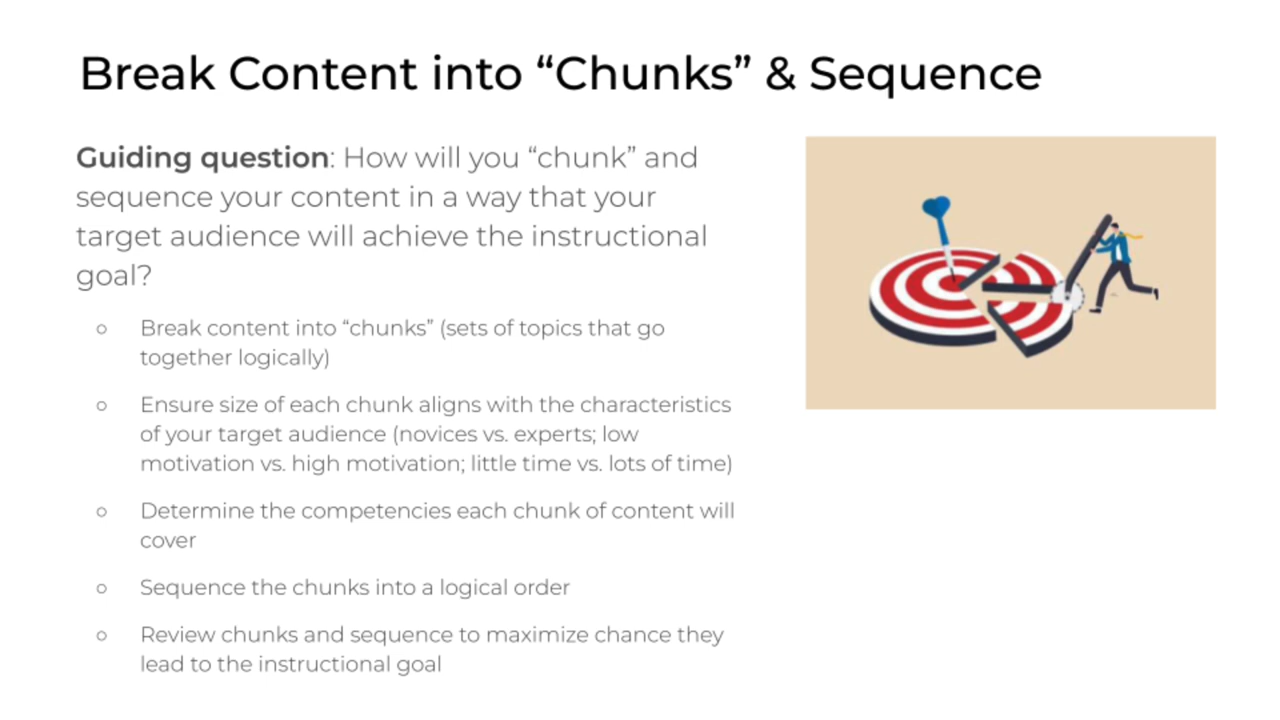 Break Content into “Chunks” & Sequence
Guiding question: How will you “chunk” and
sequence your content in a way that your
target audience will achieve the instructional
goal?
○ Break content into “chunks” (sets of topics that go
together logically)
○ Ensure size of each chunk aligns with the characteristics
of your target audience (novices vs. experts; low
motivation vs. high motivation; little time vs. lots of time)
○ Determine the competencies each chunk of content will
cover
○ Sequence the chunks into a logical order
○ Review chunks and sequence to maximize chance they
lead to the instructional goal